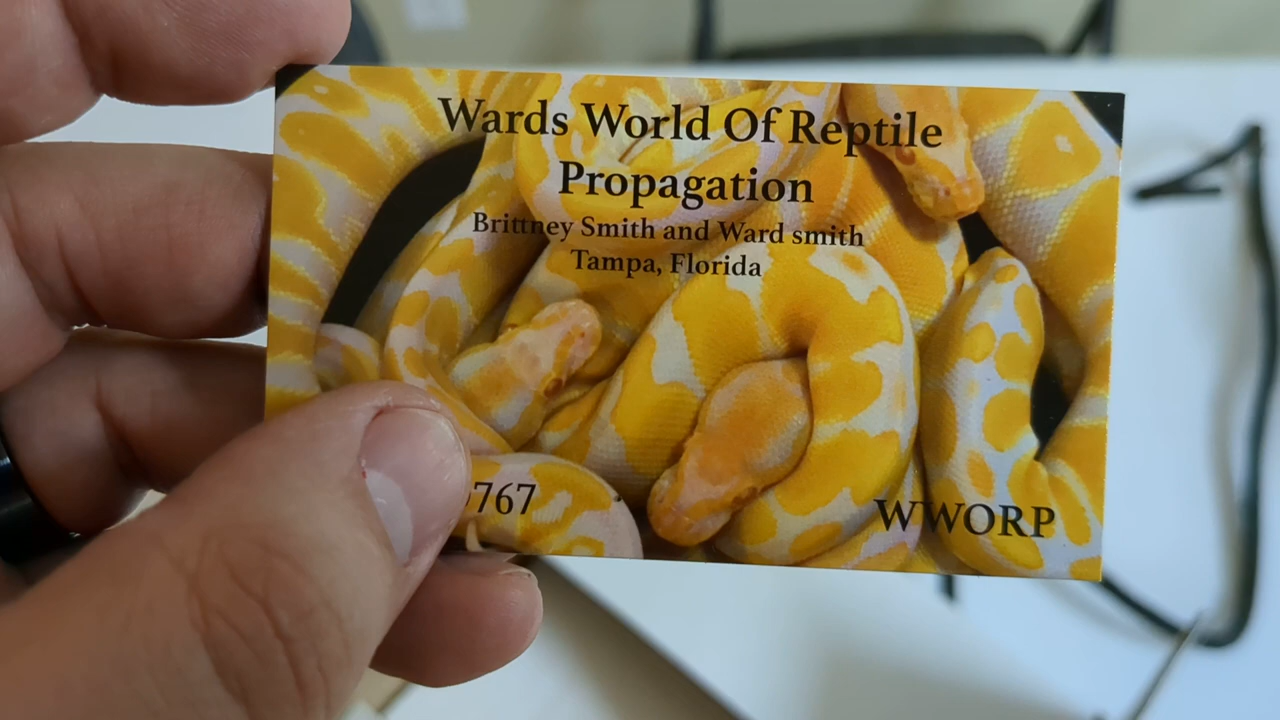 Wards World Of Reptile
Propagation
Brittney Smith and Ward smith
Tampa, Florida
767
WWORP